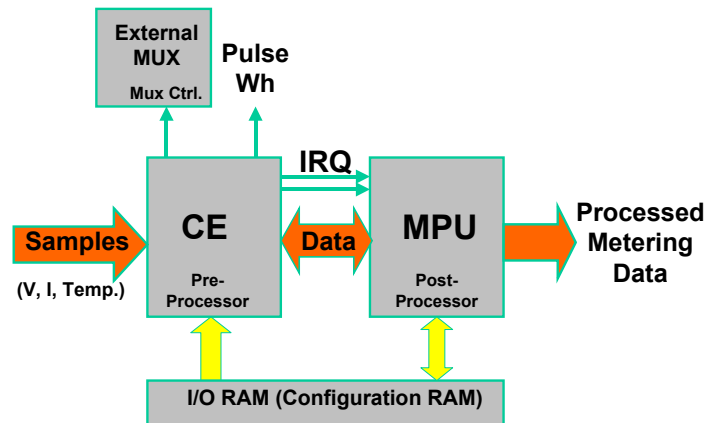 External
MUX
Mux Ctrl.
Pulse
Wh
IRQ
CE
Pre-
Processor
Samples
(V, I, Temp.)
Data
MPU
Post-
Processor
Processed
Metering
Data
I/O RAM (Configuration RAM)